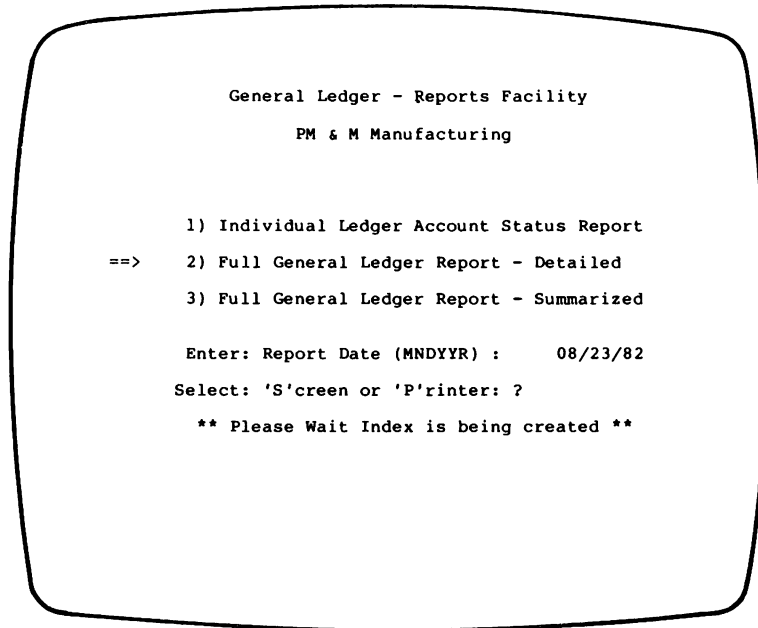 General Ledger - Reports Facility
PM & M Manufacturing
1) Individual Ledger Account Status Report
==> 2) Full General Ledger Report - Detailed
3) Full General Ledger Report - Summarized
Enter: Report Date (MNDYYR) : 08/23/82
Select: 'S'creen or 'P'rinter: ?
** Please Wait Index is being created **